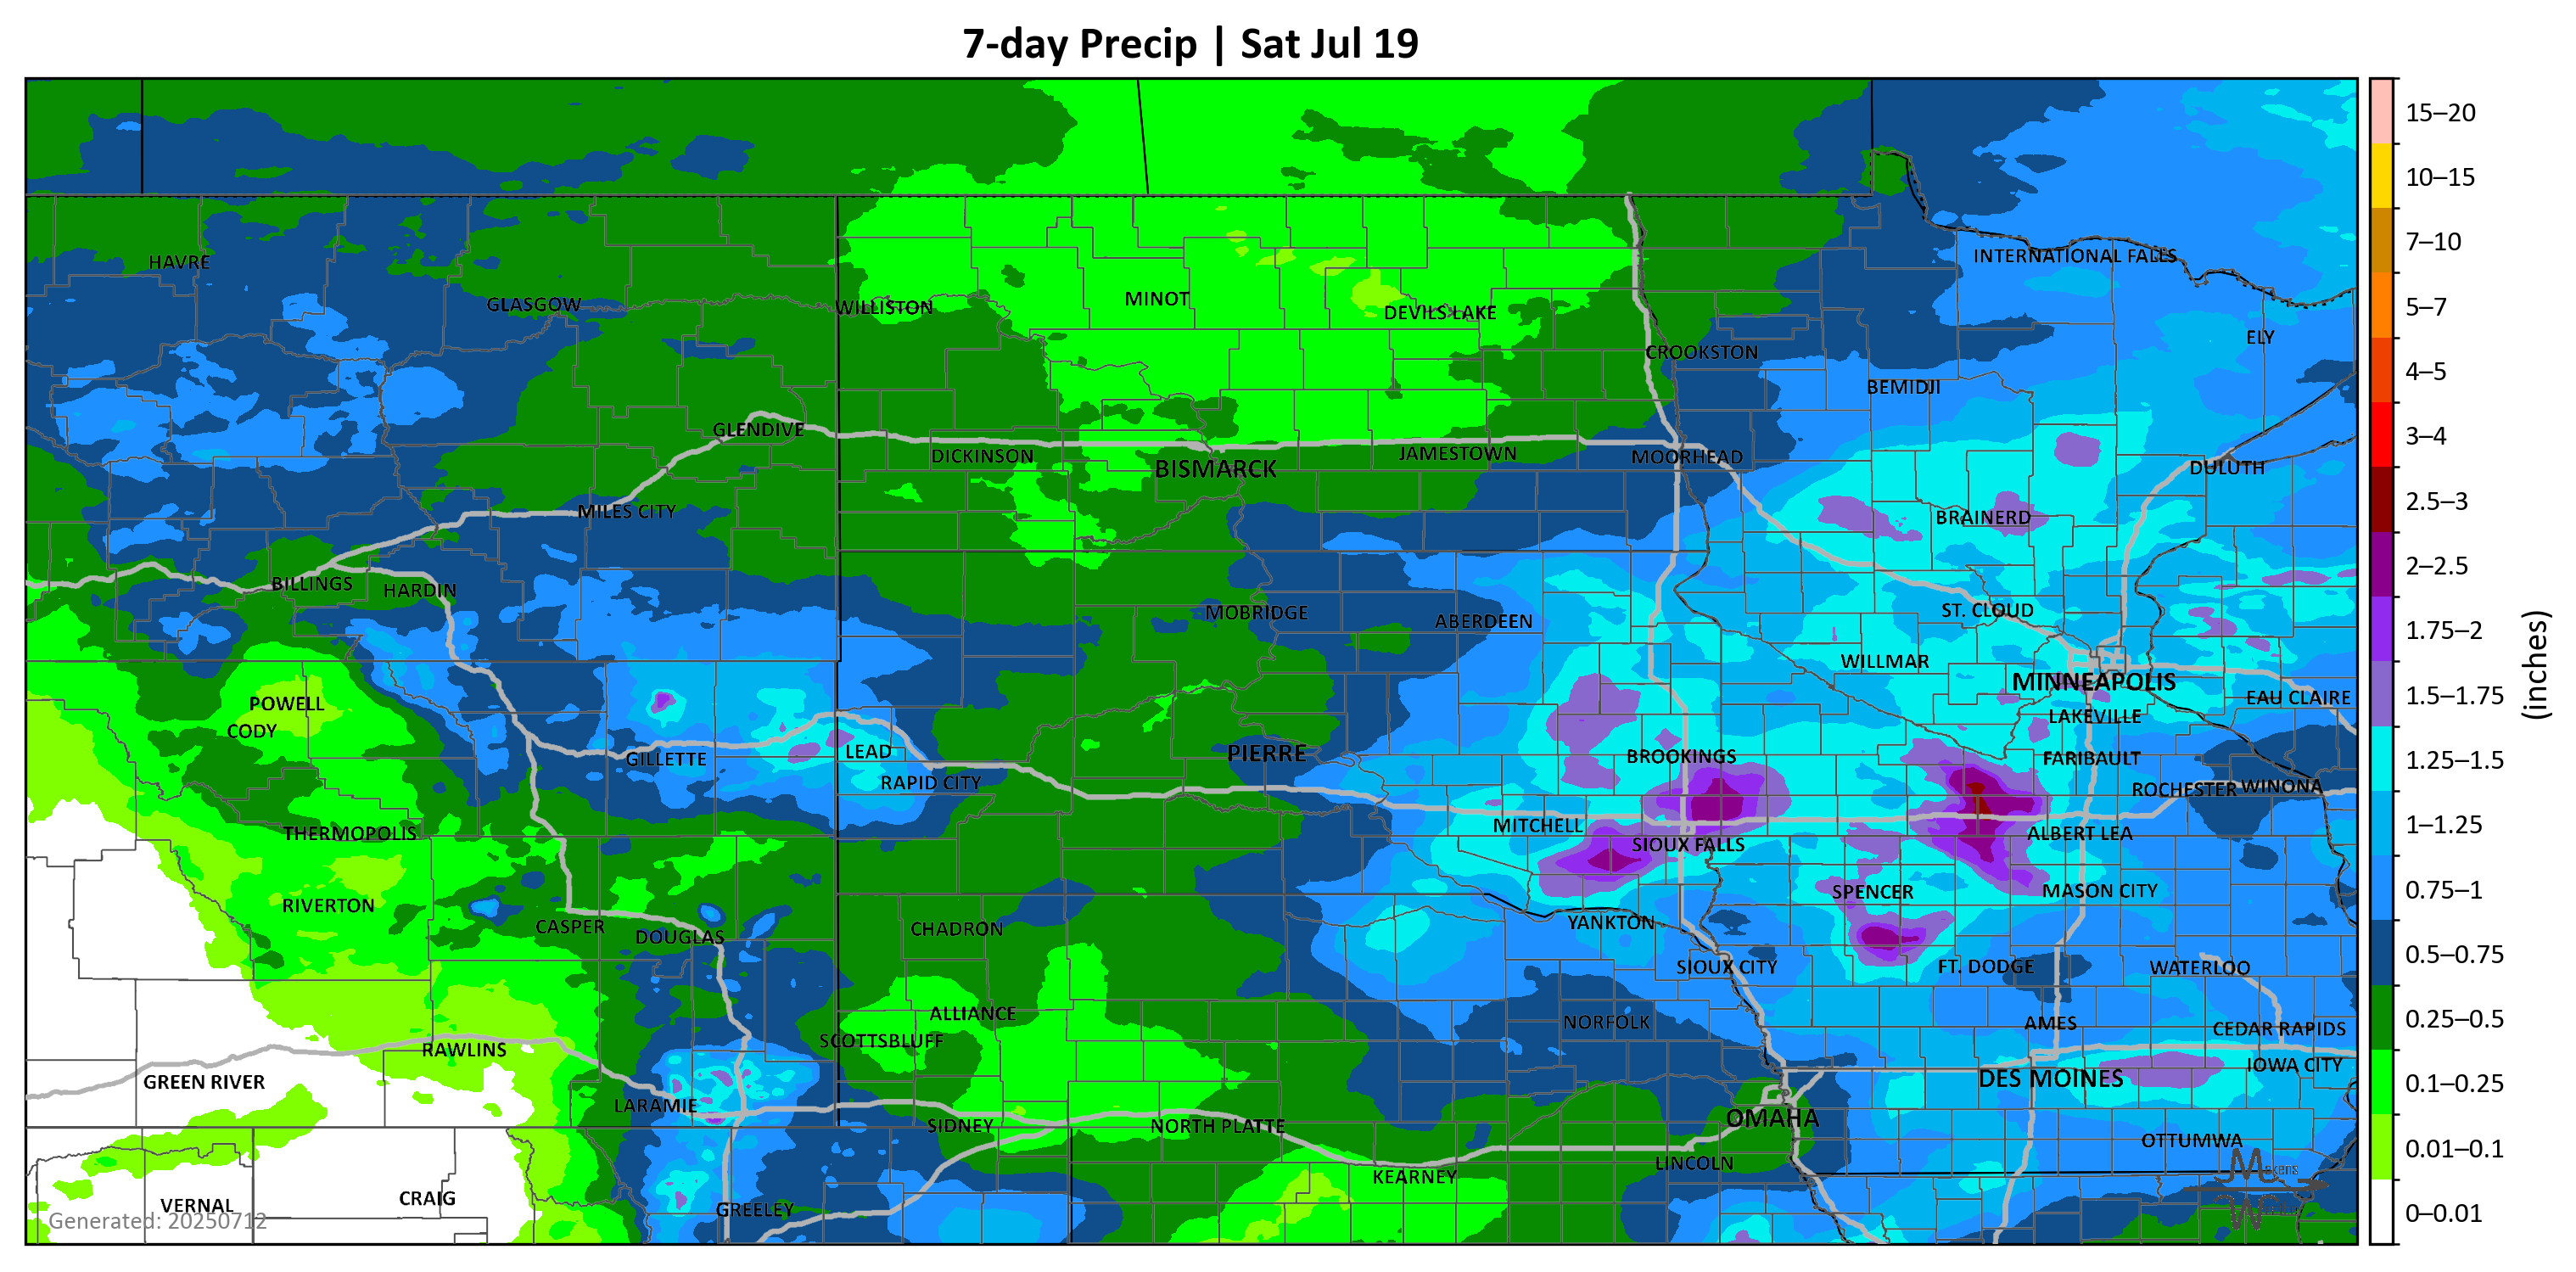 7-day Precip | Sat Jul 19
15–20
10–15
7–10
5–7
4–5
3–4
2.5–3
2–2.5
1.75–2
1.5–1.75
1.25–1.5
1–1.25
0.75–1
0.5–0.75
0.25–0.5
0.1–0.25
0.01–0.1
0–0.01
(inches)
HAVRE
INTERNATIONAL FALLS
GLASGOW
WILLISTON
MINOT
DEVILS LAKE
ELY
CROOKSTON
BEMIDJI
GLENDIVE
DICKINSON
BISMARCK
JAMESTOWN
MOORHEAD
DULUTH
MILES CITY
BRAINERD
BILLINGS
HARDIN
MOBRIDGE
ABERDEEN
ST. CLOUD
WILLMAR
MINNEAPOLIS
EAU CLAIRE
POWELL
CODY
LAKEVILLE
GILLETTE
LEAD
RAPID CITY
PIERRE
BROOKINGS
FARIBAULT
ROCHESTER
WINONA
THERMOPOLIS
MITCHELL
SIOUX FALLS
ALBERT LEA
RIVERTON
SPENCER
MASON CITY
CASPER
DOUGLAS
CHADRON
YANKTON
SIOUX CITY
FT. DODGE
WATERLOO
ALLIANCE
NORFOLK
AMES
CEDAR RAPIDS
SCOTTSBLUFF
RAWLINS
GREEN RIVER
DES MOINES
IOWA CITY
LARAMIE
SIDNEY
NORTH PLATTE
OMAHA
OTTUMWA
LINCOLN
KEARNEY
VERNAL
CRAIG
GREELEY
Generated: 20250712